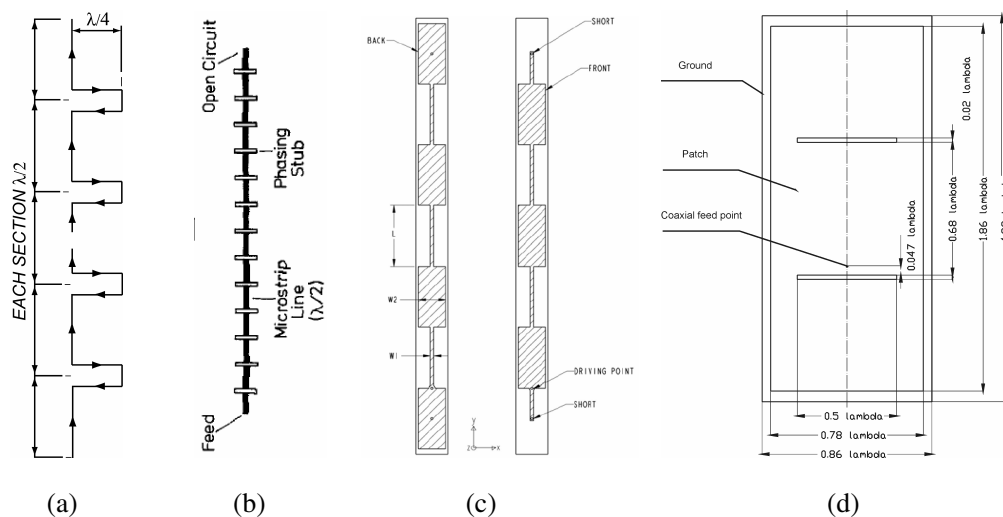 λ/4
EACH SECTION λ/2
(a)
Open Circuit
Phasing
Stub
Microstrip
Line
(λ/2)
Feed
(b)
BACK
SHORT
FRONT
L
W2
W1
DRIVING POINT
SHORT
Y
Z
X
(c)
Ground
Patch
Coaxial feed point
0.02 lambda
0.047 lambda
0.68 lambda
1.86 lambda
0.5 lambda
0.78 lambda
0.86 lambda
(d)